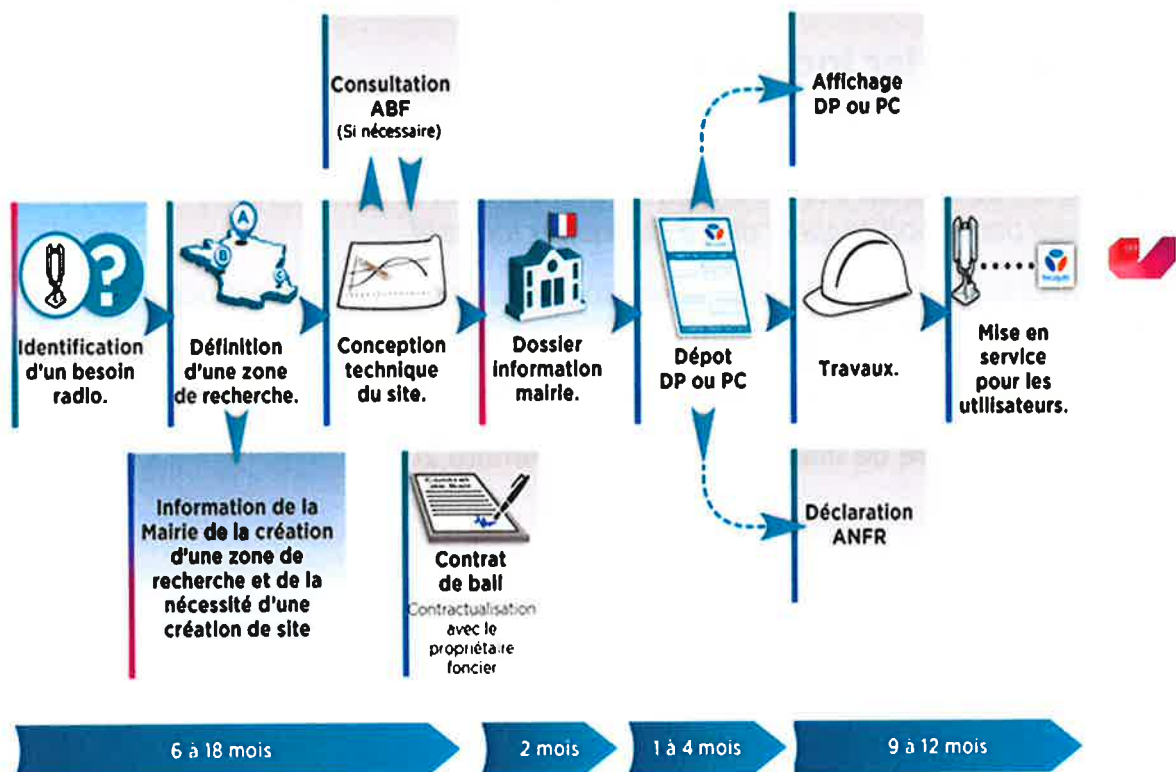 Consultation
ABF
(Si nécessaire)
Affichage
DP ou PC
A
B
C
Identification
d'un besoin
radio.
Définition
d'une zone
de recherche.
Conception
technique
du site.
Dossier
information
mairie.
Dépot
DP ou PC
Travaux.
Mise en
service
pour les
utilisateurs.
Information de la
Mairie de la création
d'une zone de
recherche et de la
nécessité d'une
création de site
Contrat
de Bail
Contrat
de bail
Contractualisation
avec le
propriétaire
foncier
Déclaration
ANFR
6 à 18 mois
2 mois
1 à 4 mois
9 à 12 mois